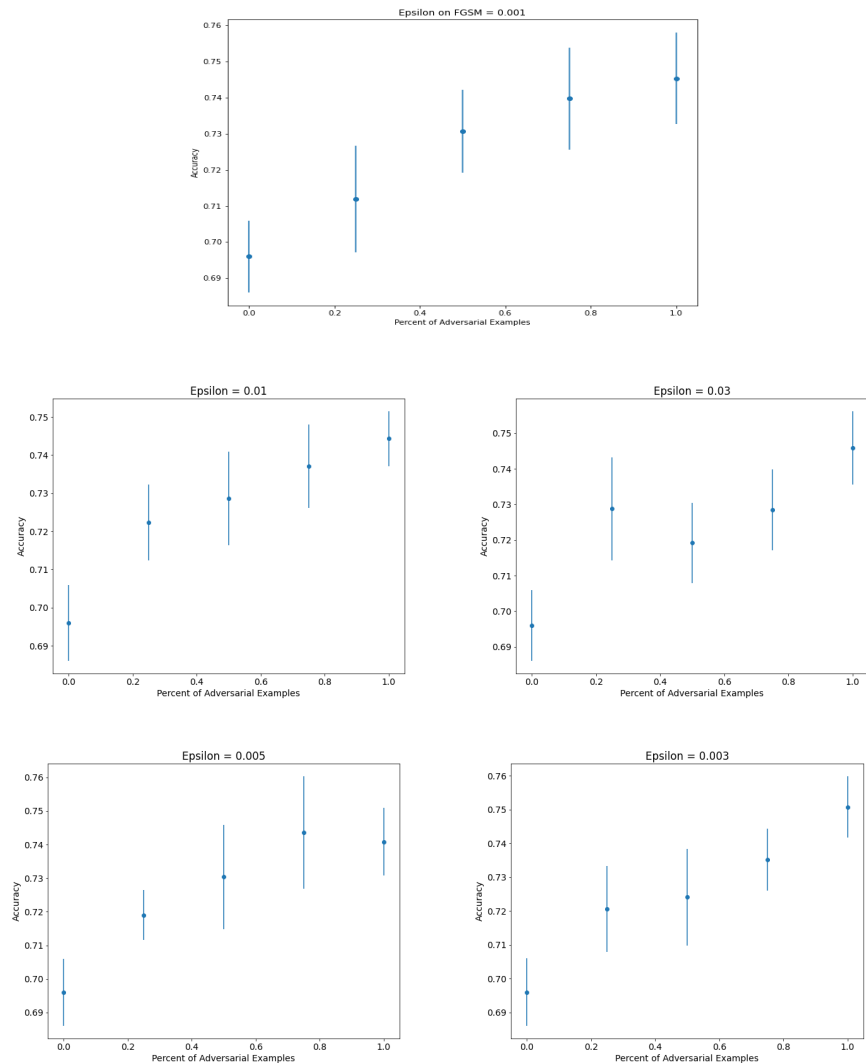 Epsilon on FGSM = 0.001
0.76
0.75
0.74
0.73
0.72
0.71
0.70
0.69
Accuracy
0.0 0.2 0.4 0.6 0.8 1.0
Percent of Adversarial Examples
Epsilon = 0.01
0.75
0.74
0.73
0.72
0.71
0.70
0.69
Accuracy
0.0 0.2 0.4 0.6 0.8 1.0
Percent of Adversarial Examples
Epsilon = 0.03
0.75
0.74
0.73
0.72
0.71
0.70
0.69
Accuracy
0.0 0.2 0.4 0.6 0.8 1.0
Percent of Adversarial Examples
Epsilon = 0.005
0.76
0.75
0.74
0.73
0.72
0.71
0.70
0.69
Accuracy
0.0 0.2 0.4 0.6 0.8 1.0
Percent of Adversarial Examples
Epsilon = 0.003
0.76
0.75
0.74
0.73
0.72
0.71
0.70
0.69
Accuracy
0.0 0.2 0.4 0.6 0.8 1.0
Percent of Adversarial Examples